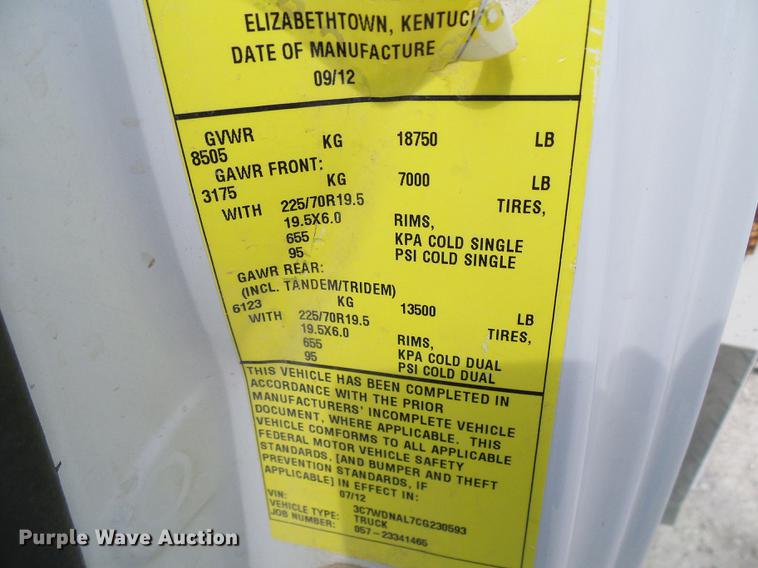 ELIZABETHTOWN, KENTUCKY
DATE OF MANUFACTURE
09/12
GVWR
8505 KG 18750 LB
GAWR FRONT:
3175 KG 7000 LB
WITH 225/70R19.5 TIRES,
19.5X6.0 RIMS,
655 KPA COLD SINGLE
95 PSI COLD SINGLE
GAWR REAR:
(INCL. TANDEM/TRIDEM)
6123 KG 13500 LB
WITH 225/70R19.5 TIRES,
19.5X6.0 RIMS,
655 KPA COLD DUAL
95 PSI COLD DUAL
THIS VEHICLE HAS BEEN COMPLETED IN
ACCORDANCE WITH THE PRIOR
MANUFACTURERS' INCOMPLETE VEHICLE
DOCUMENT, WHERE APPLICABLE. THIS
VEHICLE CONFORMS TO ALL APPLICABLE
FEDERAL MOTOR VEHICLE SAFETY
STANDARDS, [AND BUMPER AND THEFT
PREVENTION STANDARDS, IF
APPLICABLE] IN EFFECT IN:
07/12
VIN: 3C7WDNAL7CG230593
VEHICLE TYPE: TRUCK
JOB NUMBER: 057-23341465
Purple Wave Auction